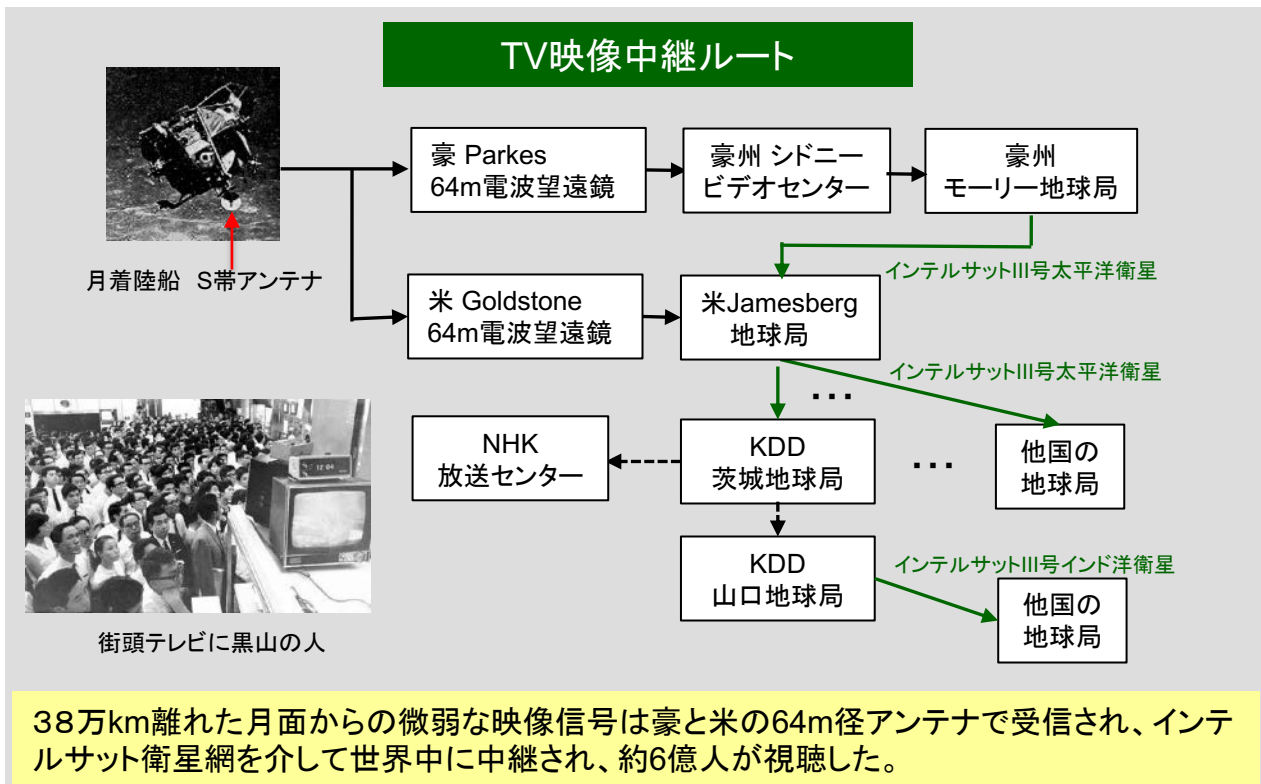 TV映像中継ルート
豪 Parkes
64m電波望遠鏡
豪州 シドニー
ビデオセンター
豪州
モーリー地球局
月着陸船　S帯アンテナ
インテルサットIII号太平洋衛星
米 Goldstone
64m電波望遠鏡
米Jamesberg
地球局
インテルサットIII号太平洋衛星
...
NHK
放送センター
KDD
茨城地球局
...
他国の
地球局
12 04
KDD
山口地球局
インテルサットIII号インド洋衛星
他国の
地球局
街頭テレビに黒山の人
３８万km離れた月面からの微弱な映像信号は豪と米の64m径アンテナで受信され、インテ
ルサット衛星網を介して世界中に中継され、約6億人が視聴した。